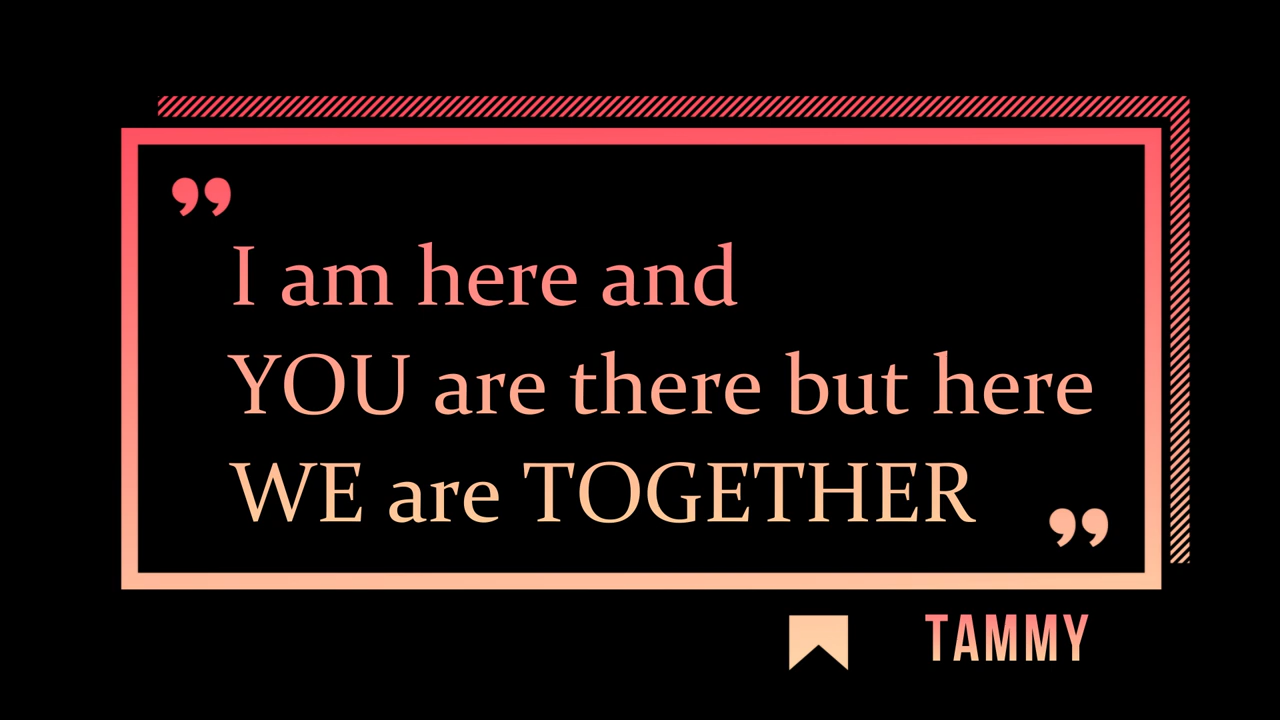 ”
I am here and
YOU are there but here
WE are TOGETHER
”
TAMMY